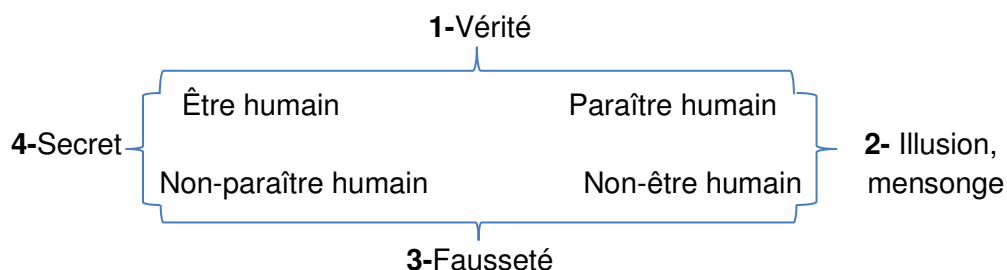 1-Vérité
Être humain Paraître humain
4-Secret 2- Illusion,
Non-paraître humain Non-être humain mensonge
3-Fausseté